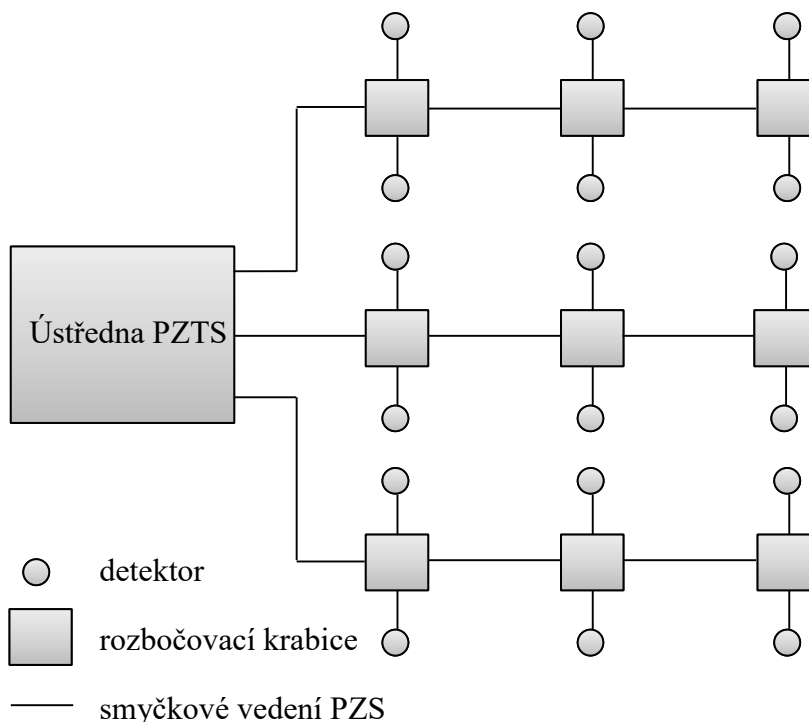 Ústředna PZTS
detektor
rozbočovací krabice
smyčkové vedení PZS